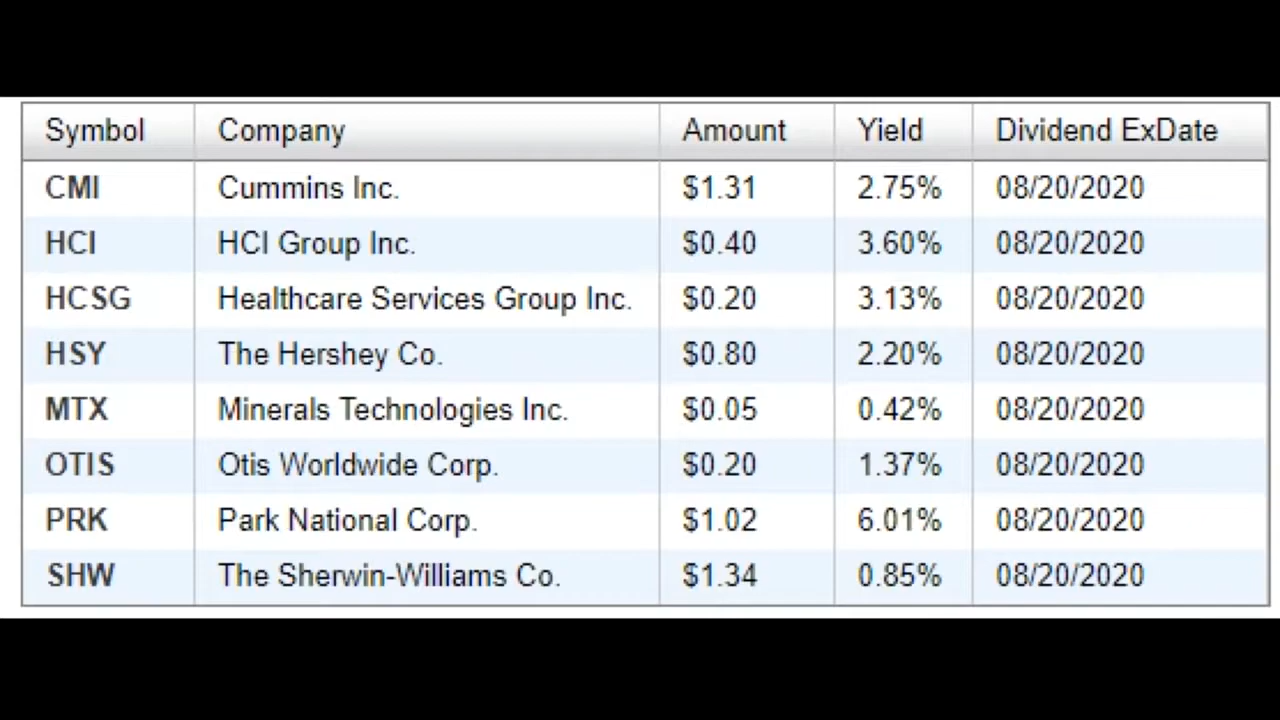 Symbol Company Amount Yield Dividend ExDate
CMI Cummins Inc. $1.31 2.75% 08/20/2020
HCI HCI Group Inc. $0.40 3.60% 08/20/2020
HCSG Healthcare Services Group Inc. $0.20 3.13% 08/20/2020
HSY The Hershey Co. $0.80 2.20% 08/20/2020
MTX Minerals Technologies Inc. $0.05 0.42% 08/20/2020
OTIS Otis Worldwide Corp. $0.20 1.37% 08/20/2020
PRK Park National Corp. $1.02 6.01% 08/20/2020
SHW The Sherwin-Williams Co. $1.34 0.85% 08/20/2020